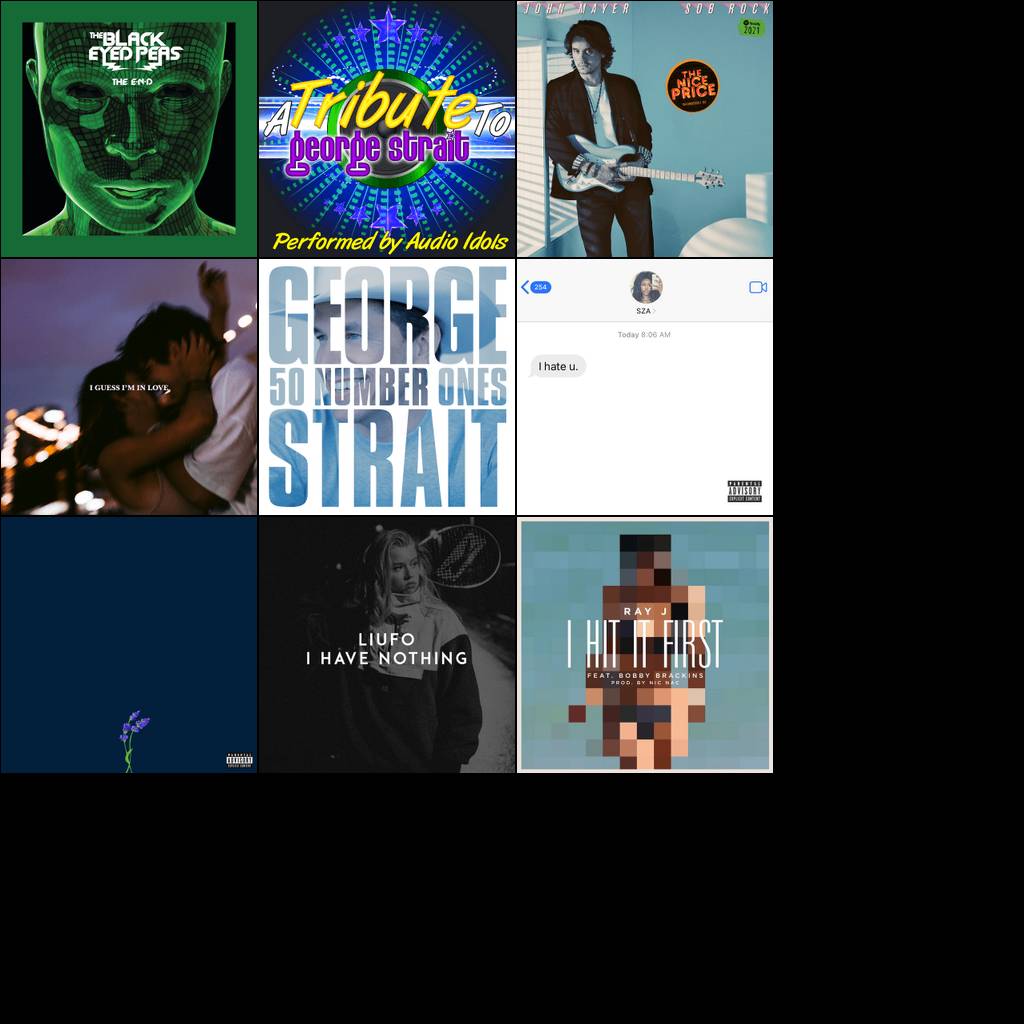 THE BLACK
EYED PEAS
THE E.N.D
A Tribute To
george strait
Performed by Audio Idols
JOHN MAYER SOB ROCK
2021
THE
NICE
PRICE
I GUESS I'M IN LOVE
GEORGE
50 NUMBER ONES
STRAIT
254
SZA
Today 8:06 AM
I hate u.
PARENTAL
ADVISORY
EXPLICIT CONTENT
PARENTAL
ADVISORY
EXPLICIT CONTENT
LIUFO
I HAVE NOTHING
RAY J
I HIT IT FIRST
FEAT. BOBBY BRACKINS
PROD. BY NIC NAC